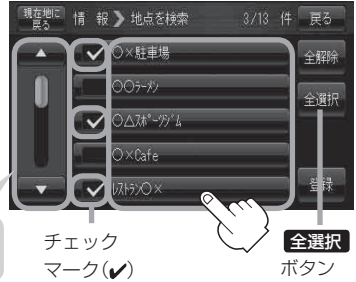 現在地に
戻る
情 報 ❯ 地点を検索
3/13 件
戻る
○×駐車場
全解除
○○ラーメン
全選択
○△スポーツジム
○×Cafe
レストラン○×
登録
チェック
マーク(✔)
全選択
ボタン